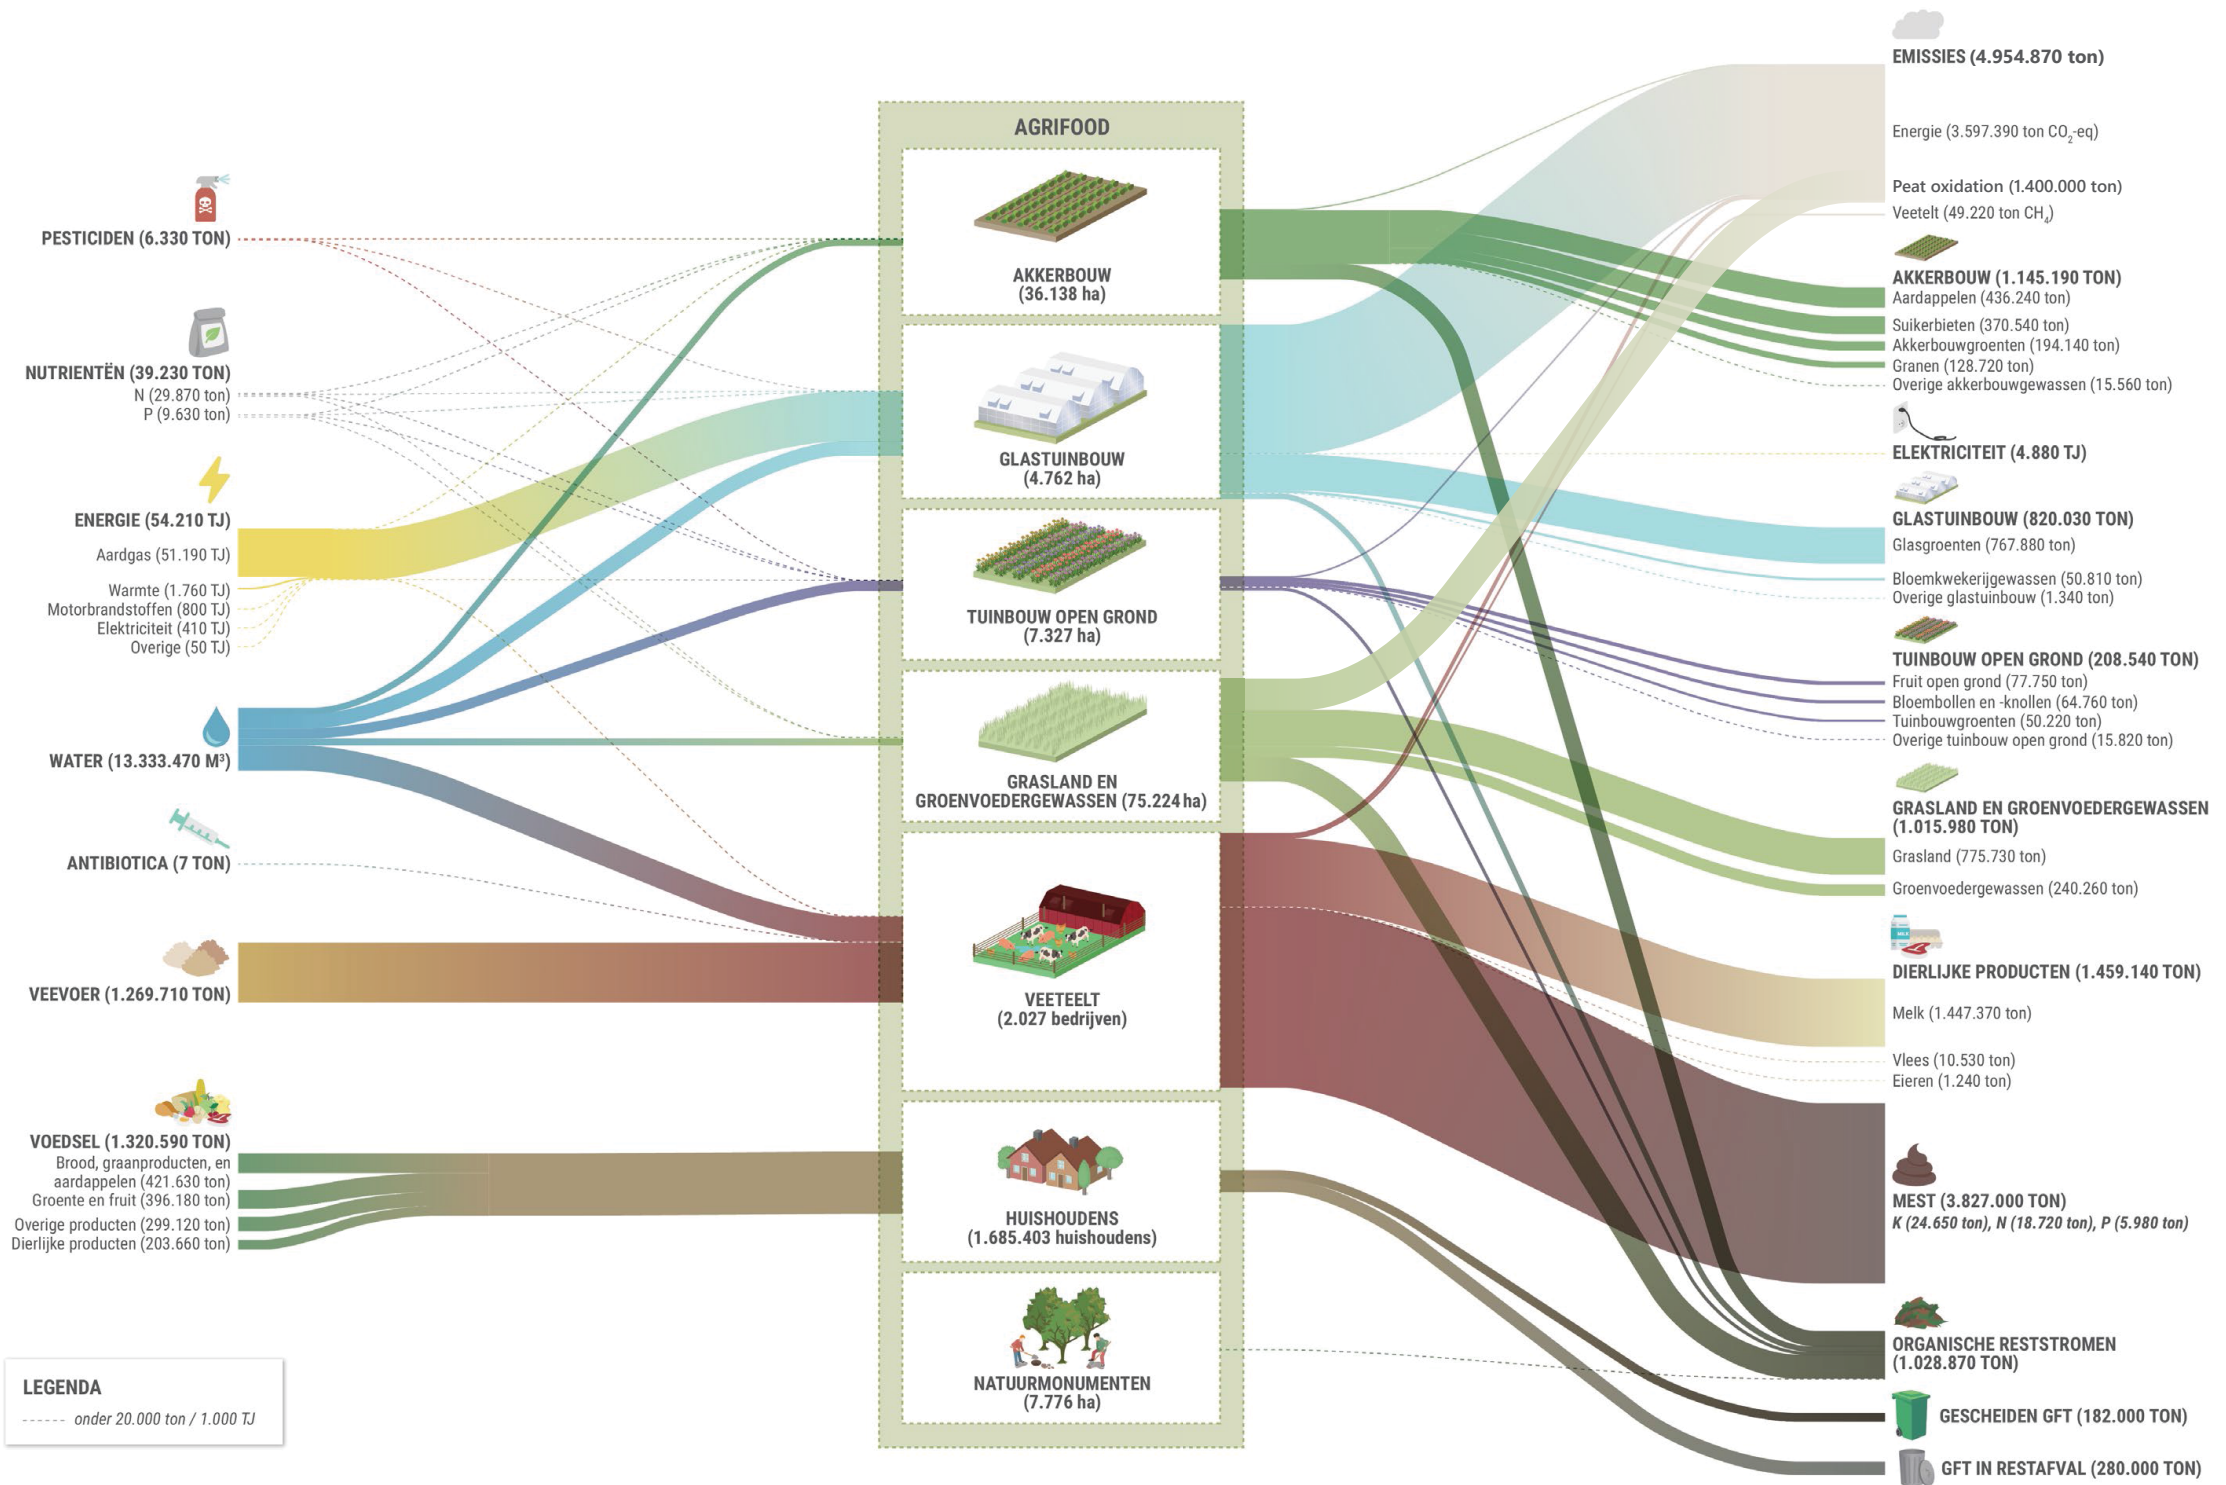 PESTICIDEN (6.330 TON)
NUTRIENTËN (39.230 TON)
N (29.870 ton)
P (9.630 ton)
ENERGIE (54.210 TJ)
Aardgas (51.190 TJ)
Warmte (1.760 TJ)
Motorbrandstoffen (800 TJ)
Elektriciteit (410 TJ)
Overige (50 TJ)
WATER (13.333.470 M³)
ANTIBIOTICA (7 TON)
VEEVOER (1.269.710 TON)
VOEDSEL (1.320.590 TON)
Brood, graanproducten, en
aardappelen (421.630 ton)
Groente en fruit (396.180 ton)
Overige producten (299.120 ton)
Dierlijke producten (203.660 ton)
LEGENDA
onder 20.000 ton / 1.000 TJ
AGRIFOOD
AKKERBOUW
(36.138 ha)
GLASTUINBOUW
(4.762 ha)
TUINBOUW OPEN GROND
(7.327 ha)
GRASLAND EN
GROENVOEDERGEWASSEN (75.224 ha)
VEETEELT
(2.027 bedrijven)
HUISHOUDENS
(1.685.403 huishoudens)
NATUURMONUMENTEN
(7.776 ha)
EMISSIES (4.954.870 ton)
Energie (3.597.390 ton CO₂-eq)
Peat oxidation (1.400.000 ton)
Veetelt (49.220 ton CH₄)
AKKERBOUW (1.145.190 TON)
Aardappelen (436.240 ton)
Suikerbieten (370.540 ton)
Akkerbouwgroenten (194.140 ton)
Granen (128.720 ton)
Overige akkerbouwgewassen (15.560 ton)
ELEKTRICITEIT (4.880 TJ)
GLASTUINBOUW (820.030 TON)
Glasgroenten (767.880 ton)
Bloemkwekerijgewassen (50.810 ton)
Overige glastuinbouw (1.340 ton)
TUINBOUW OPEN GROND (208.540 TON)
Fruit open grond (77.750 ton)
Bloembollen en -knollen (64.760 ton)
Tuinbouwgroenten (50.220 ton)
Overige tuinbouw open grond (15.820 ton)
GRASLAND EN GROENVOEDERGEWASSEN
(1.015.980 TON)
Grasland (775.730 ton)
Groenvoedergewassen (240.260 ton)
MILK
DIERLIJKE PRODUCTEN (1.459.140 TON)
Melk (1.447.370 ton)
Vlees (10.530 ton)
Eieren (1.240 ton)
MEST (3.827.000 TON)
K (24.650 ton), N (18.720 ton), P (5.980 ton)
ORGANISCHE RESTSTROMEN
(1.028.870 TON)
GESCHEIDEN GFT (182.000 TON)
GFT IN RESTAFVAL (280.000 TON)